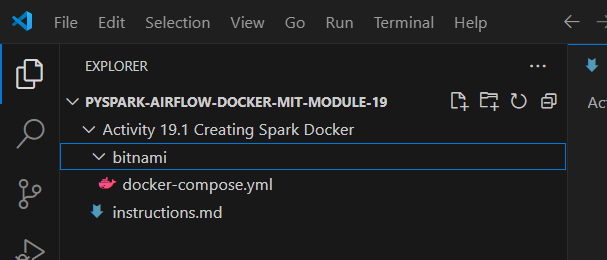 File Edit Selection View Go Run Terminal Help
EXPLORER
PYSPARK-AIRFLOW-DOCKER-MIT-MODULE-19
Activity 19.1 Creating Spark Docker
Ac
bitnami
docker-compose.yml
instructions.md